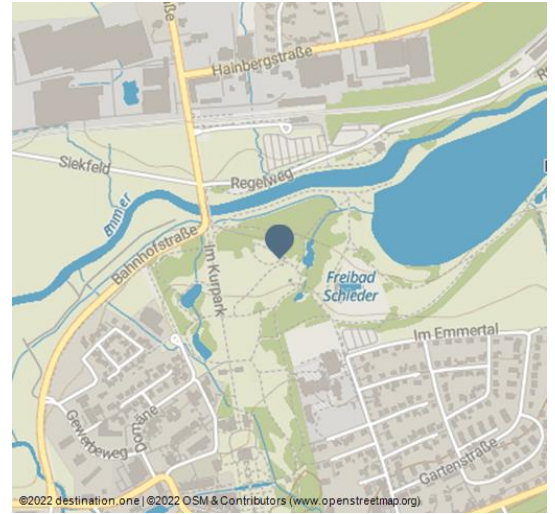 Hainbergstraße
Siekfeld
Regelweg
Emmer
Bahnhofstraße
Im Kurpark
Freibad
Schieder
Im Emmertal
Gewerbeweg
Domäne
Gartenstraße
©2022 destination.one | ©2022 OSM & Contributors (www.openstreetmap.org)